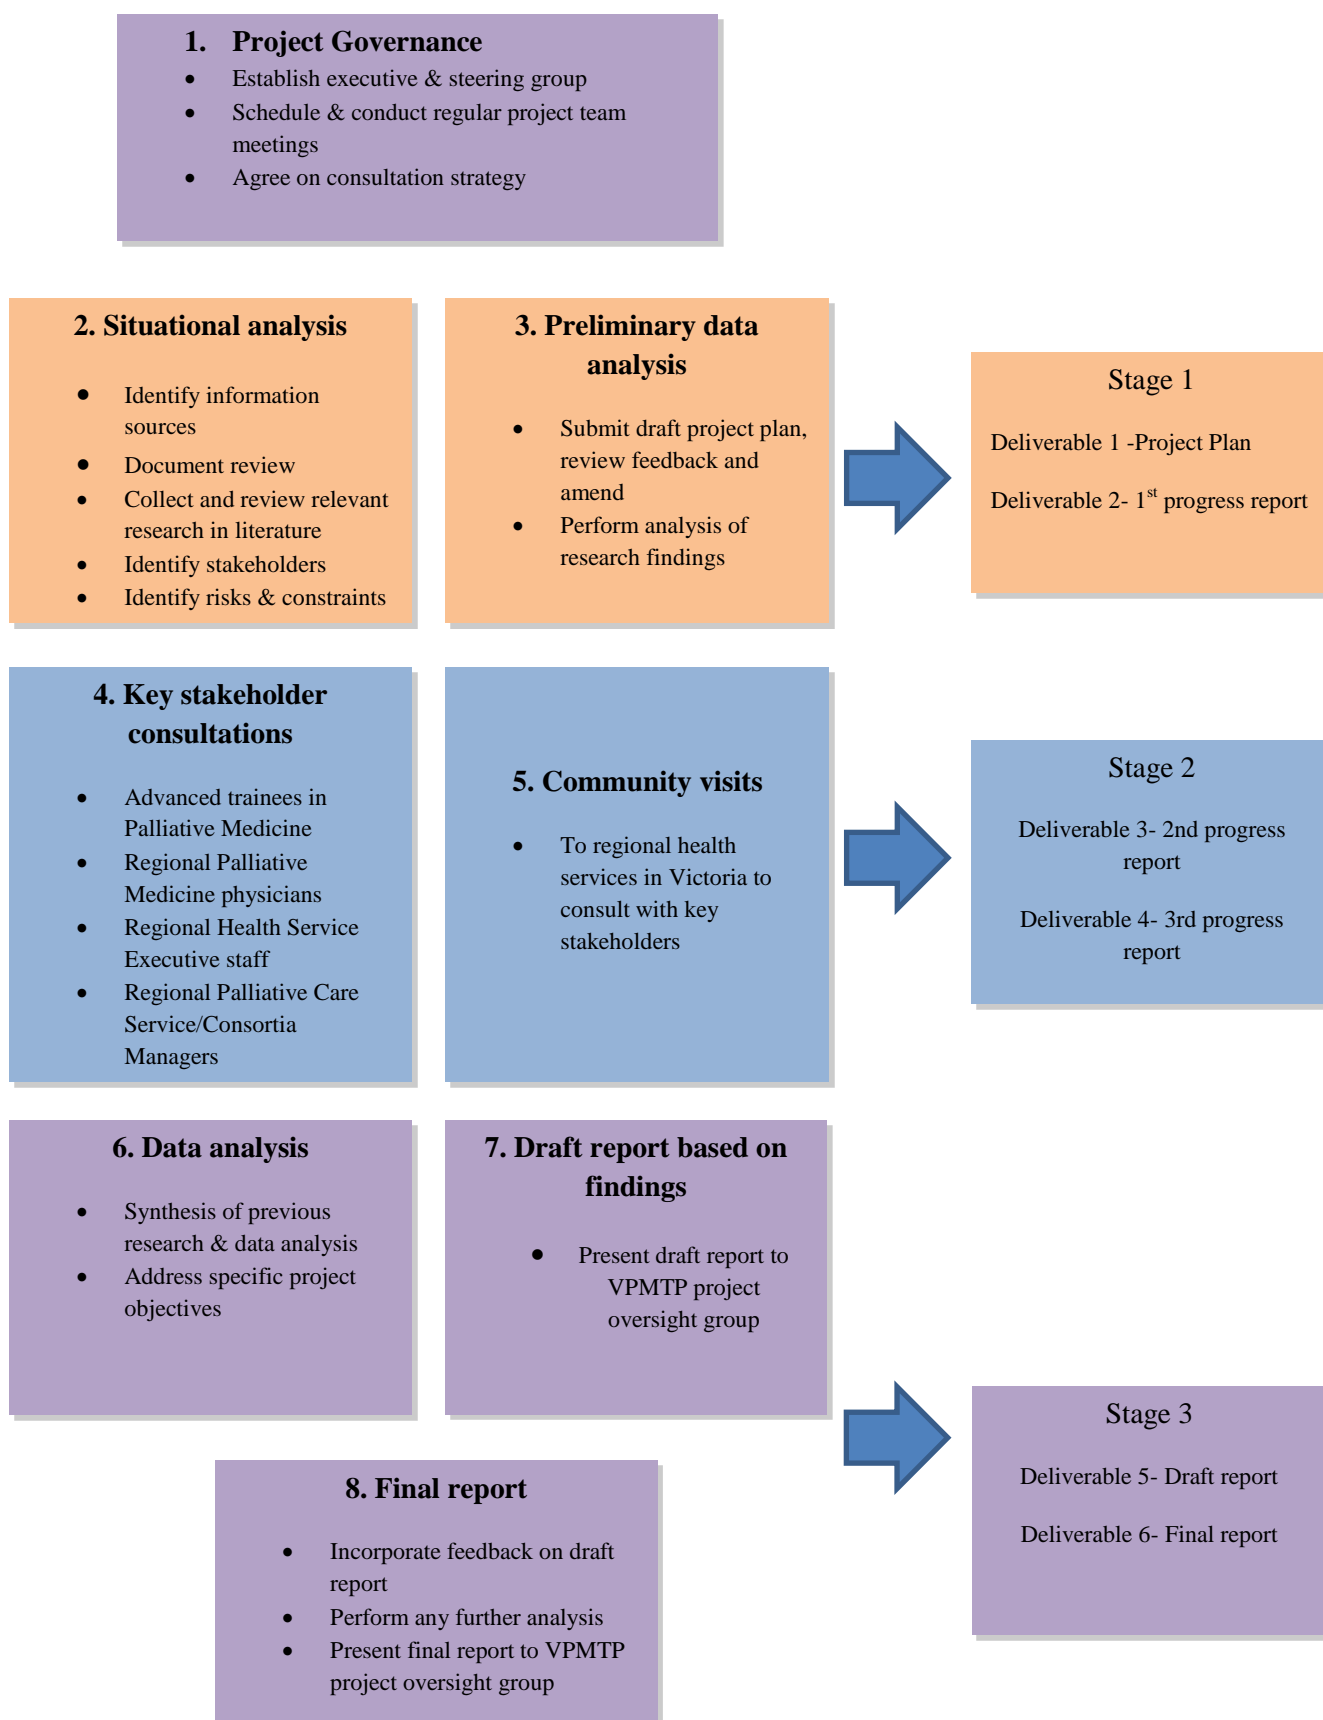 1. Project Governance
• Establish executive & steering group
• Schedule & conduct regular project team
meetings
• Agree on consultation strategy
2. Situational analysis
• Identify information
sources
• Document review
• Collect and review relevant
research in literature
• Identify stakeholders
• Identify risks & constraints
3. Preliminary data
analysis
• Submit draft project plan,
review feedback and
amend
• Perform analysis of
research findings
Stage 1
Deliverable 1 -Project Plan
Deliverable 2- 1st progress report
4. Key stakeholder
consultations
• Advanced trainees in
Palliative Medicine
• Regional Palliative
Medicine physicians
• Regional Health Service
Executive staff
• Regional Palliative Care
Service/Consortia
Managers
5. Community visits
• To regional health
services in Victoria to
consult with key
stakeholders
Stage 2
Deliverable 3- 2nd progress
report
Deliverable 4- 3rd progress
report
6. Data analysis
• Synthesis of previous
research & data analysis
• Address specific project
objectives
7. Draft report based on
findings
• Present draft report to
VPMTP project
oversight group
8. Final report
• Incorporate feedback on draft
report
• Perform any further analysis
• Present final report to VPMTP
project oversight group
Stage 3
Deliverable 5- Draft report
Deliverable 6- Final report